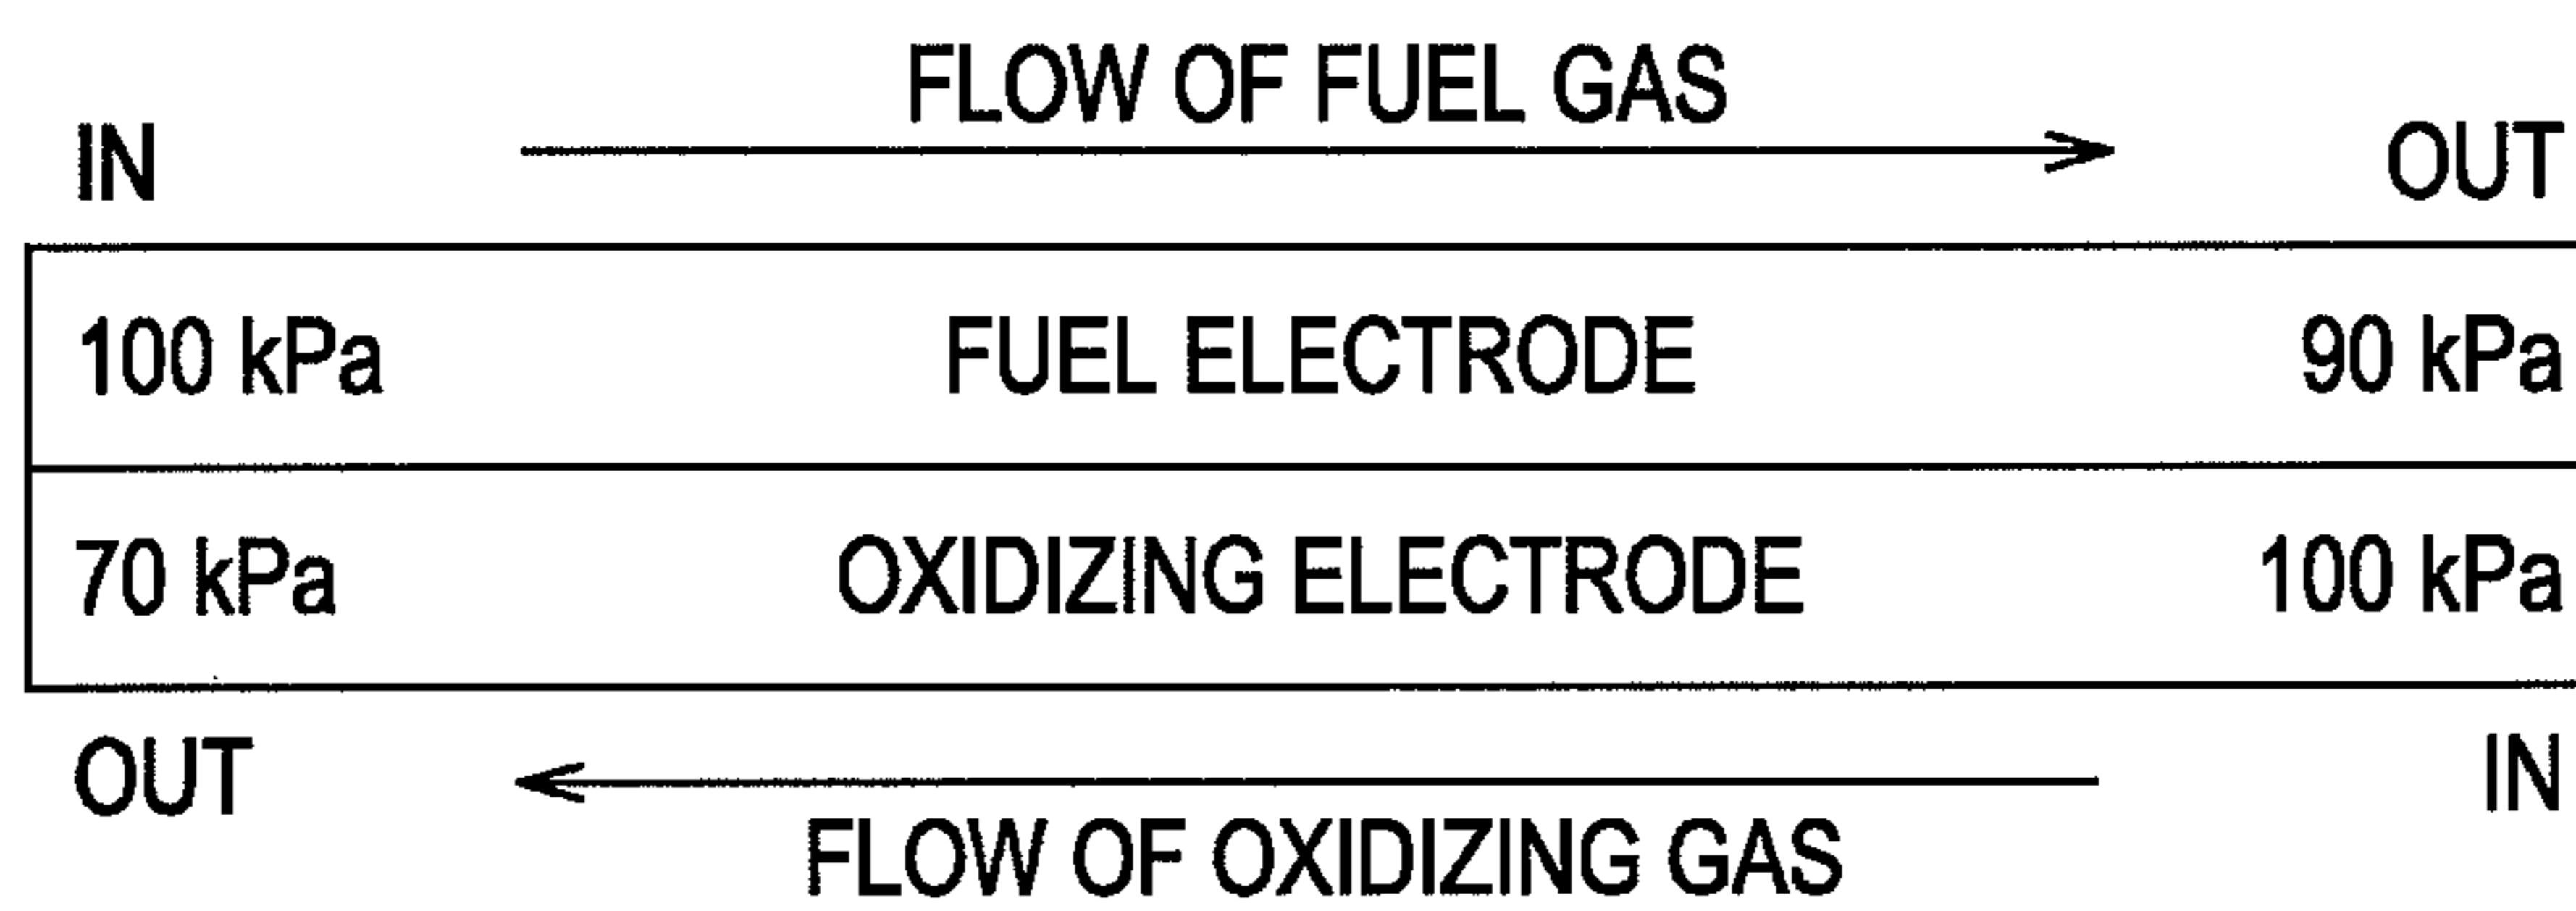 FLOW OF FUEL GAS
IN OUT
100 kPa FUEL ELECTRODE 90 kPa
70 kPa OXIDIZING ELECTRODE 100 kPa
OUT IN
FLOW OF OXIDIZING GAS